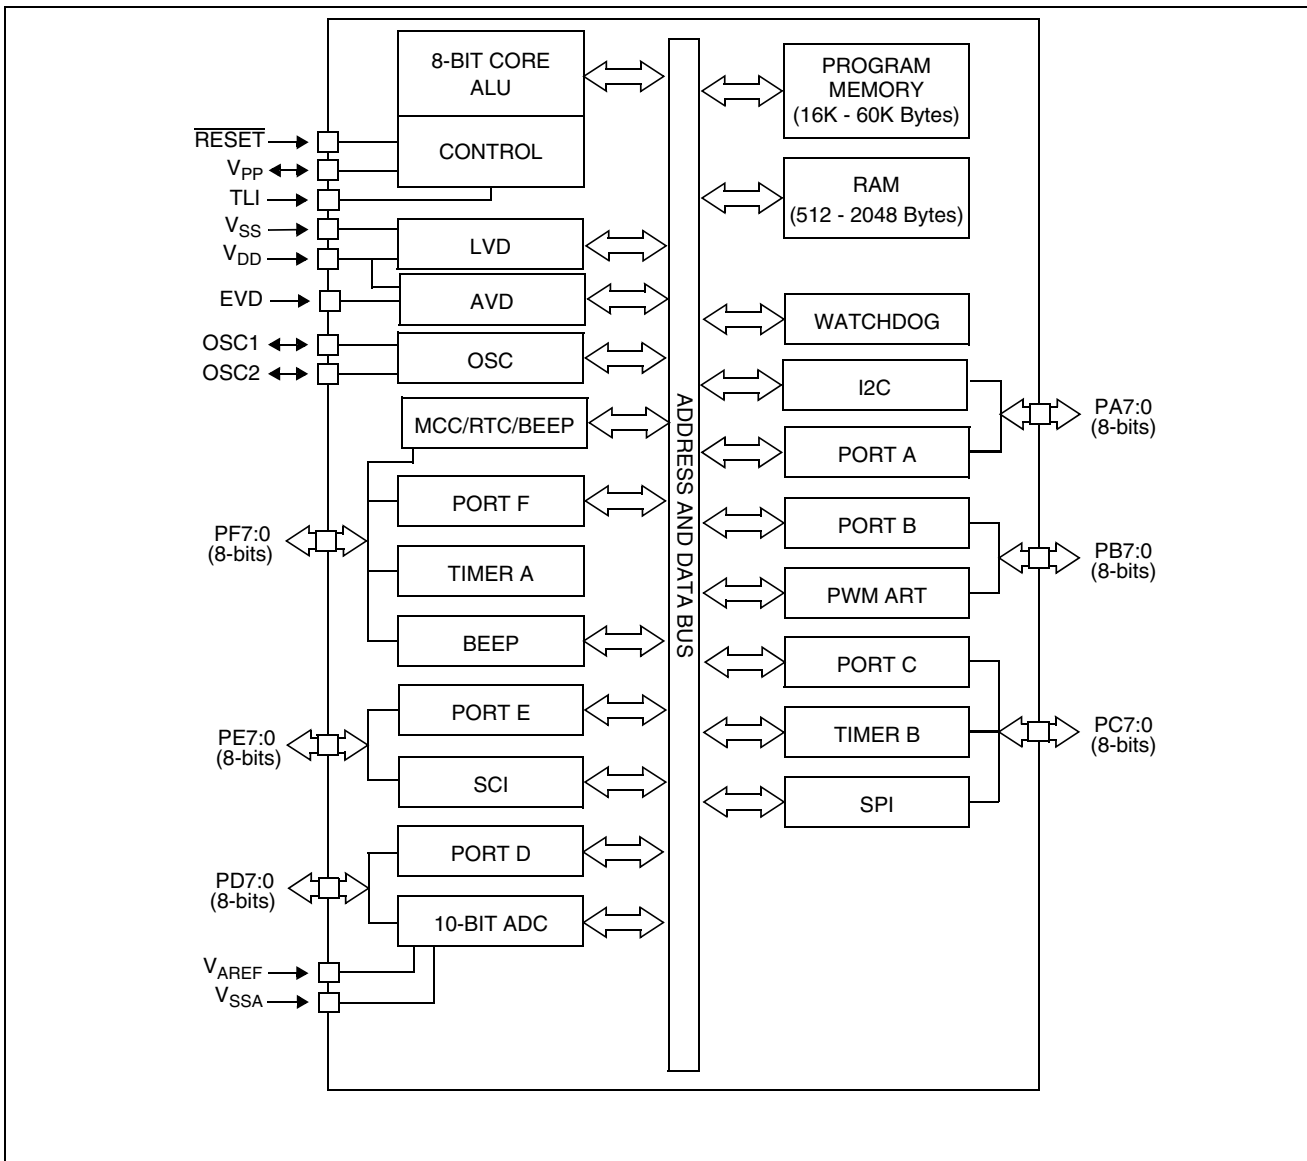 8-BIT CORE
ALU
CONTROL
RESET
VPP
TLI
VSS
VDD
EVD
OSC1
OSC2
LVD
AVD
OSC
MCC/RTC/BEEP
PORT F
TIMER A
BEEP
PF7:0
(8-bits)
PORT E
SCI
PE7:0
(8-bits)
PORT D
10-BIT ADC
PD7:0
(8-bits)
VAREF
VSSA
ADDRESS AND DATA BUS
PROGRAM
MEMORY
(16K - 60K Bytes)
RAM
(512 - 2048 Bytes)
WATCHDOG
I2C
PORT A
PA7:0
(8-bits)
PORT B
PWM ART
PB7:0
(8-bits)
PORT C
TIMER B
SPI
PC7:0
(8-bits)